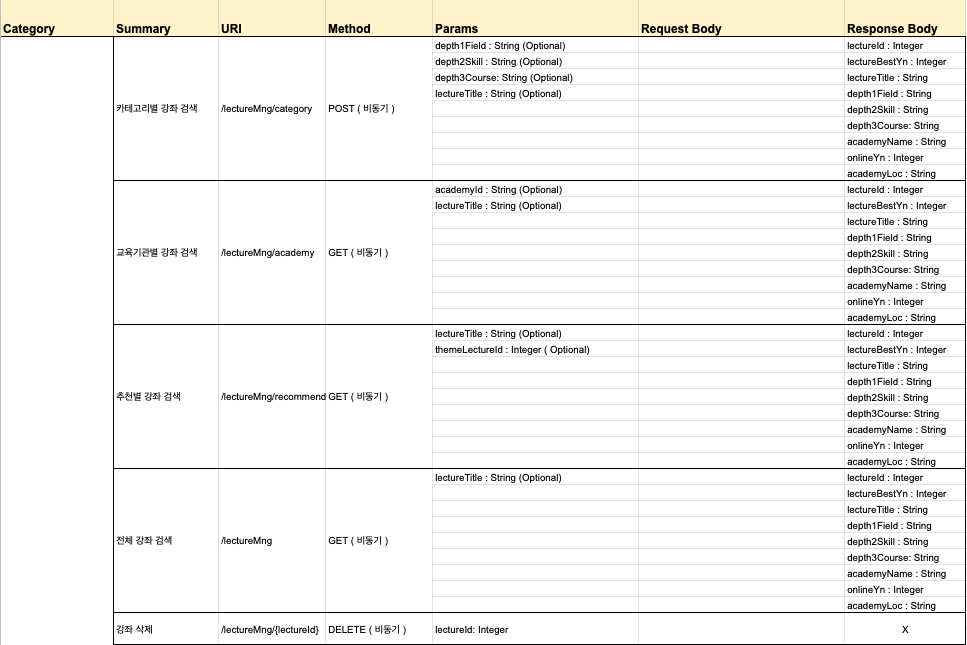 Category Summary URI Method Params Request Body Response Body
depth1Field : String (Optional) lectureId : Integer
depth2Skill : String (Optional) lectureBestYn : Integer
depth3Course: String (Optional) lectureTitle : String
lectureTitle : String (Optional) depth1Field : String
카테고리별 강좌 검색 /lectureMng/category POST ( 비동기 ) depth2Skill : String
depth3Course: String
academyName : String
onlineYn : Integer
academyLoc : String
academyId : String (Optional) lectureId : Integer
lectureTitle : String (Optional) lectureBestYn : Integer
lectureTitle : String
depth1Field : String
교육기관별 강좌 검색 /lectureMng/academy GET ( 비동기 ) depth2Skill : String
depth3Course: String
academyName : String
onlineYn : Integer
academyLoc : String
lectureTitle : String (Optional) lectureId : Integer
themeLectureId : Integer ( Optional) lectureBestYn : Integer
lectureTitle : String
depth1Field : String
추천별 강좌 검색 /lectureMng/recommend GET ( 비동기 ) depth2Skill : String
depth3Course: String
academyName : String
onlineYn : Integer
academyLoc : String
lectureTitle : String (Optional) lectureId : Integer
lectureBestYn : Integer
lectureTitle : String
depth1Field : String
전체 강좌 검색 /lectureMng GET ( 비동기 ) depth2Skill : String
depth3Course: String
academyName : String
onlineYn : Integer
academyLoc : String
강좌 삭제 /lectureMng/{lectureId} DELETE ( 비동기 ) lectureId: Integer X